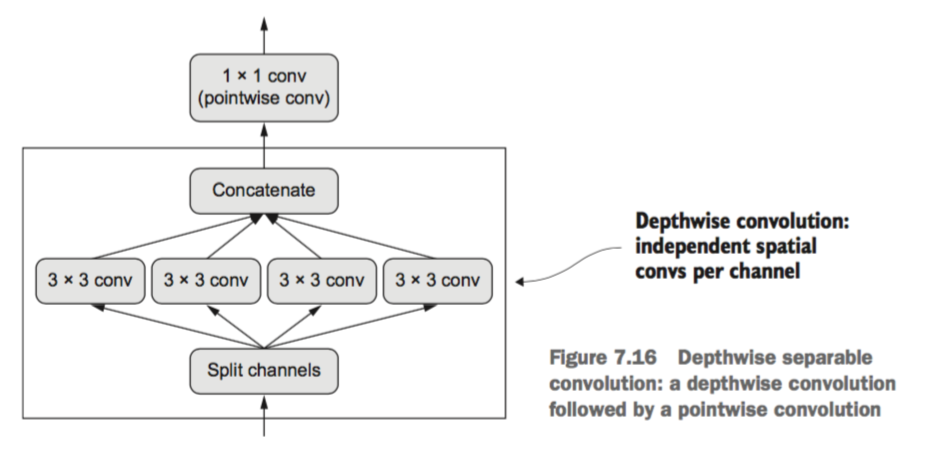 1 × 1 conv
(pointwise conv)
Concatenate
3 × 3 conv
3 × 3 conv
3 × 3 conv
3 × 3 conv
Split channels
Depthwise convolution:
independent spatial
convs per channel
Figure 7.16 Depthwise separable
convolution: a depthwise convolution
followed by a pointwise convolution